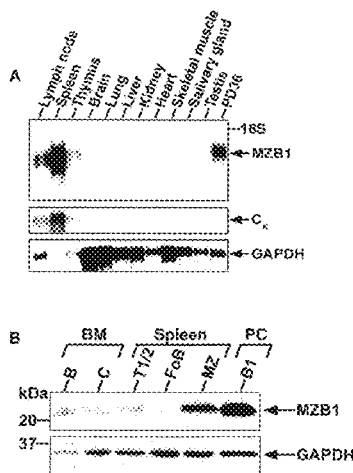 A
Lymph node
Spleen
Thymus
Brain
Lung
Liver
Kidney
Heart
Skeletal muscle
Salivary gland
Testis
PD36
18S
MZB1
Cκ
GAPDH
B
BM
Spleen
PC
B
C
T1/2
FoB
MZ
B1
kDa
20
MZB1
37
GAPDH